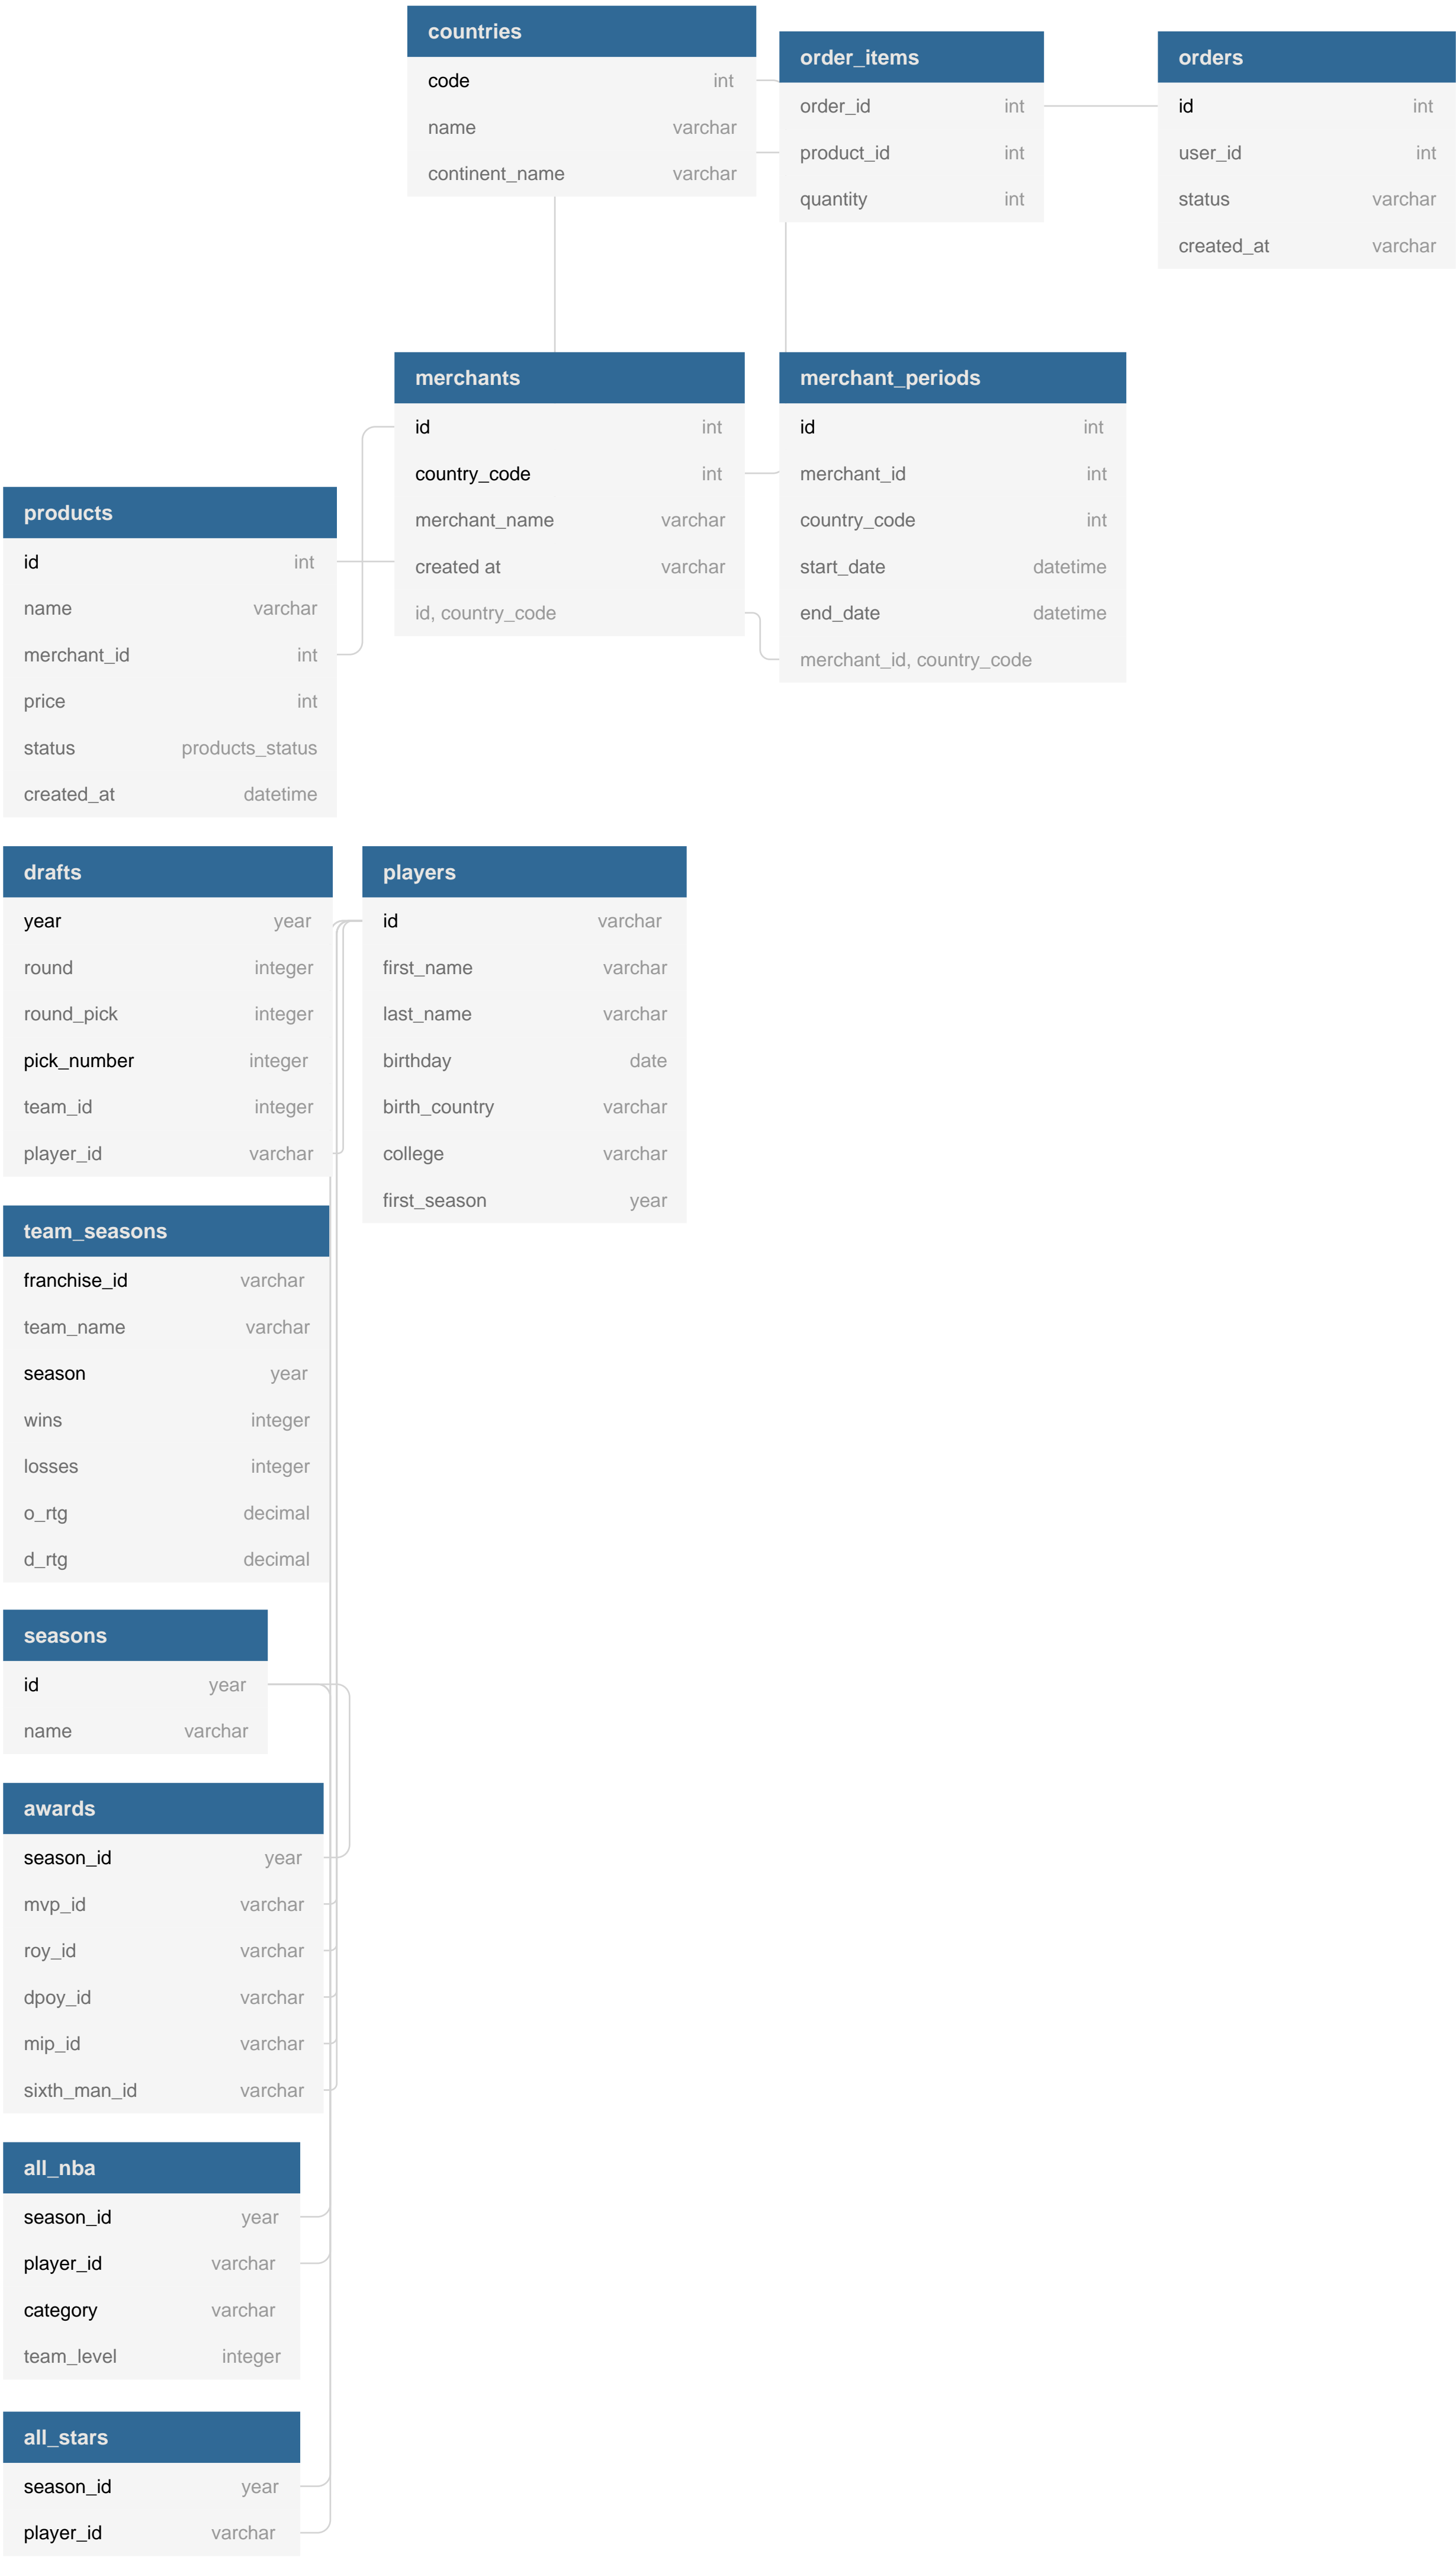 countries
code int
name varchar
continent_name varchar
order_items
order_id int
product_id int
quantity int
orders
id int
user_id int
status varchar
created_at varchar
merchants
id int
country_code int
merchant_name varchar
created at varchar
id, country_code
merchant_periods
id int
merchant_id int
country_code int
start_date datetime
end_date datetime
merchant_id, country_code
products
id int
name varchar
merchant_id int
price int
status products_status
created_at datetime
drafts
year year
round integer
round_pick integer
pick_number integer
team_id integer
player_id varchar
players
id varchar
first_name varchar
last_name varchar
birthday date
birth_country varchar
college varchar
first_season year
team_seasons
franchise_id varchar
team_name varchar
season year
wins integer
losses integer
o_rtg decimal
d_rtg decimal
seasons
id year
name varchar
awards
season_id year
mvp_id varchar
roy_id varchar
dpoy_id varchar
mip_id varchar
sixth_man_id varchar
all_nba
season_id year
player_id varchar
category varchar
team_level integer
all_stars
season_id year
player_id varchar